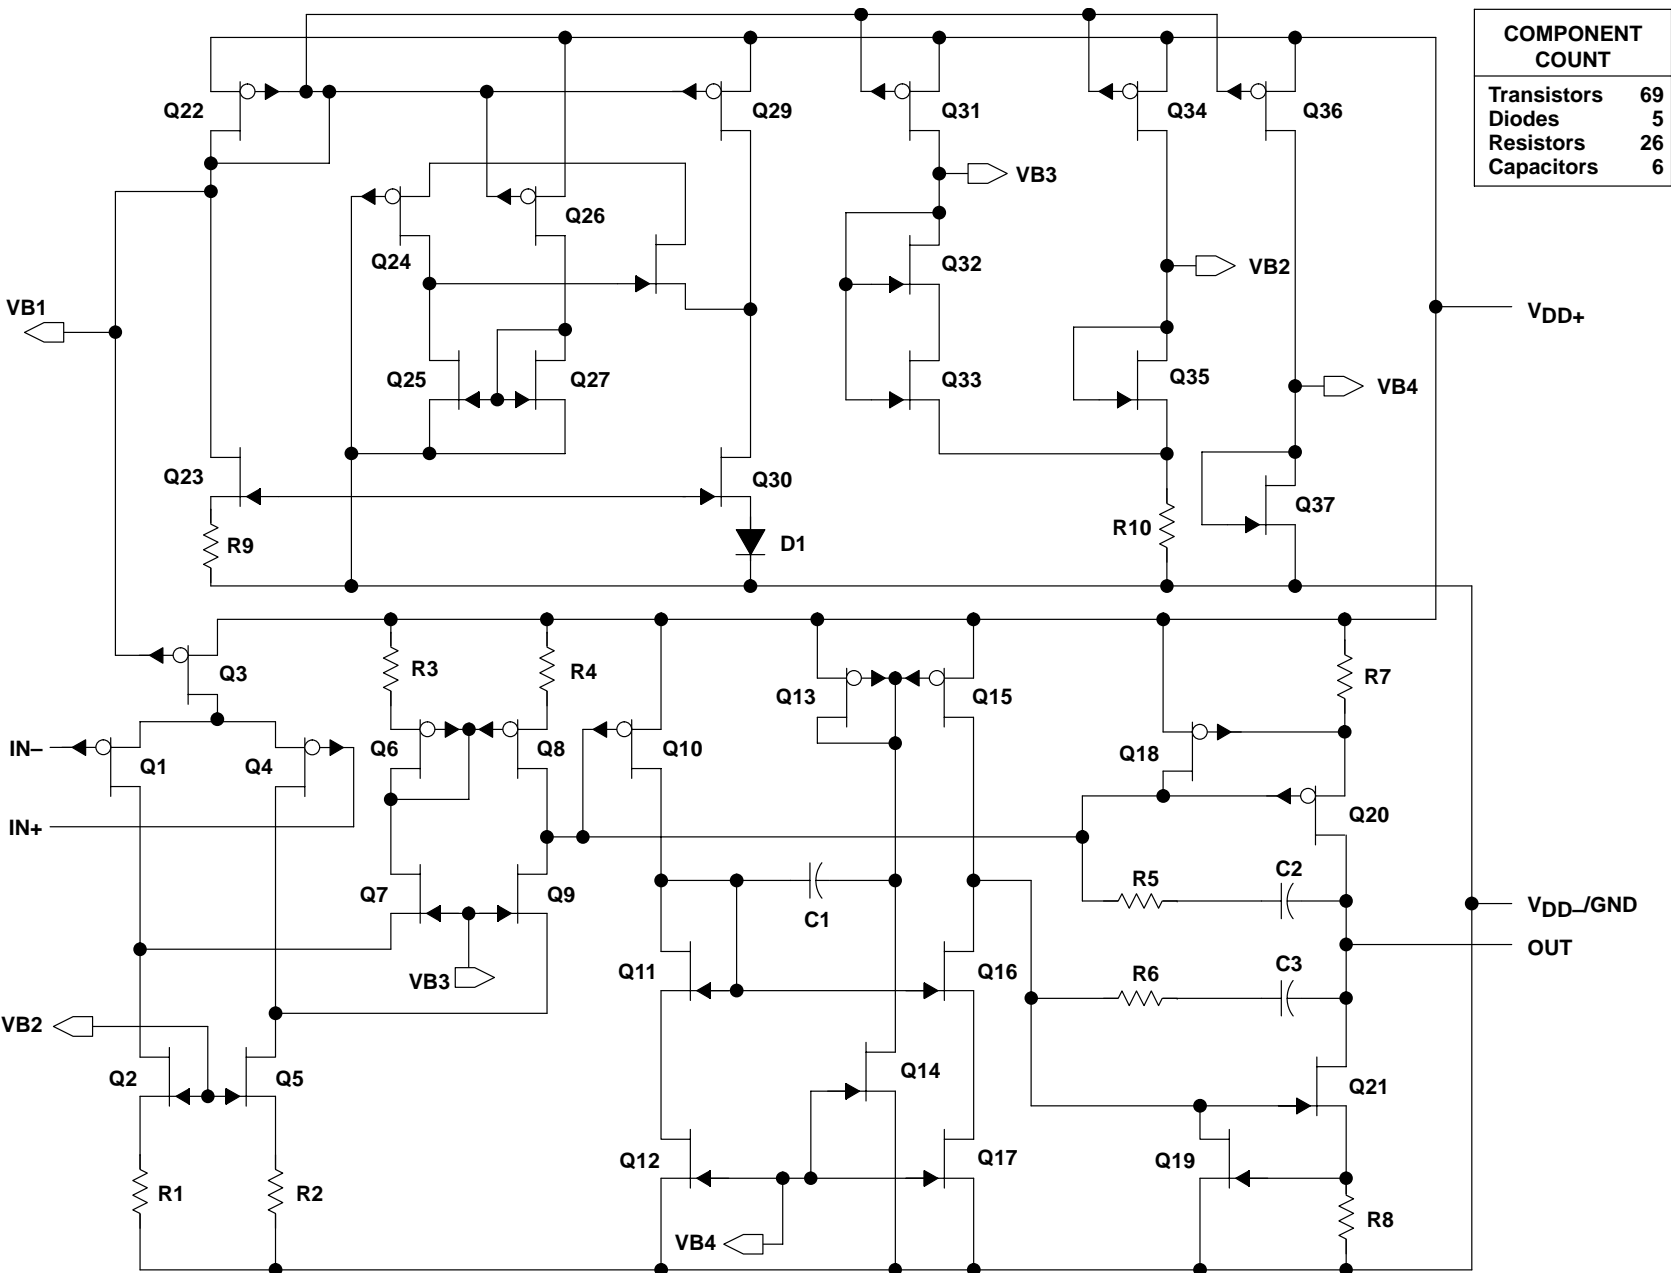 COMPONENT
COUNT
Transistors 69
Diodes 5
Resistors 26
Capacitors 6
Q22
Q29
Q31
Q34
Q36
VB3
Q26
Q24
Q32
VB2
VB1
VDD+
Q25
Q27
Q33
Q35
VB4
Q23
Q30
Q37
R9
D1
R10
Q3
R3
R4
Q13
Q15
R7
IN–
Q1
Q4
Q6
Q8
Q10
Q18
IN+
Q20
Q7
Q9
C1
R5
C2
VDD–/GND
OUT
VB3
Q11
Q16
R6
C3
VB2
Q2
Q5
Q14
Q21
Q12
Q17
Q19
R1
R2
R8
VB4